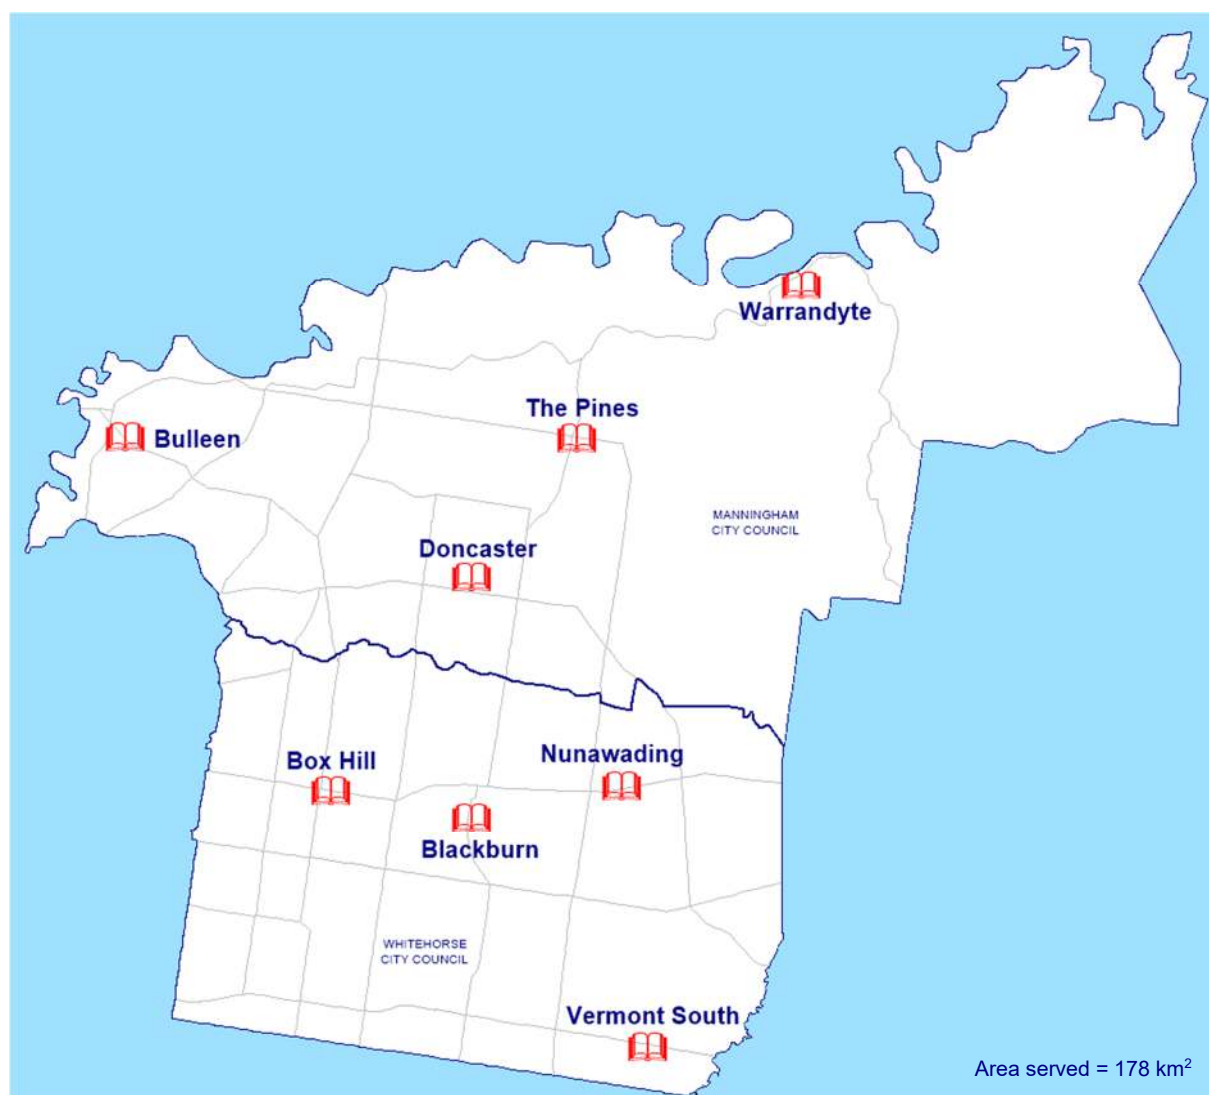 Warrandyte
The Pines
Bulleen
MANNINGHAM
CITY COUNCIL
Doncaster
Nunawading
Box Hill
Blackburn
WHITEHORSE
CITY COUNCIL
Vermont South
Area served = 178 km²